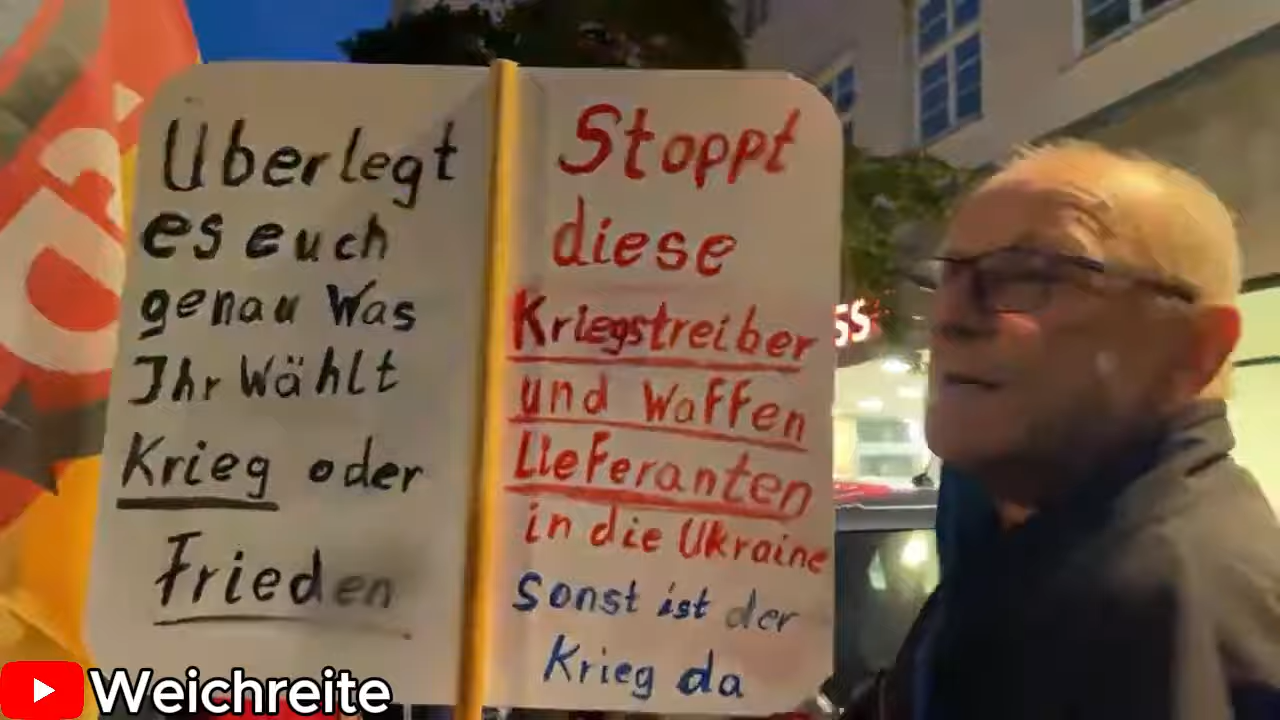 Überlegt
es euch
genau Was
Ihr Wählt
Krieg oder
Frieden
Stoppt
diese
Kriegstreiber
und Waffen
Lieferanten
in die Ukraine
Sonst ist der
Krieg da
ss
Weichreite